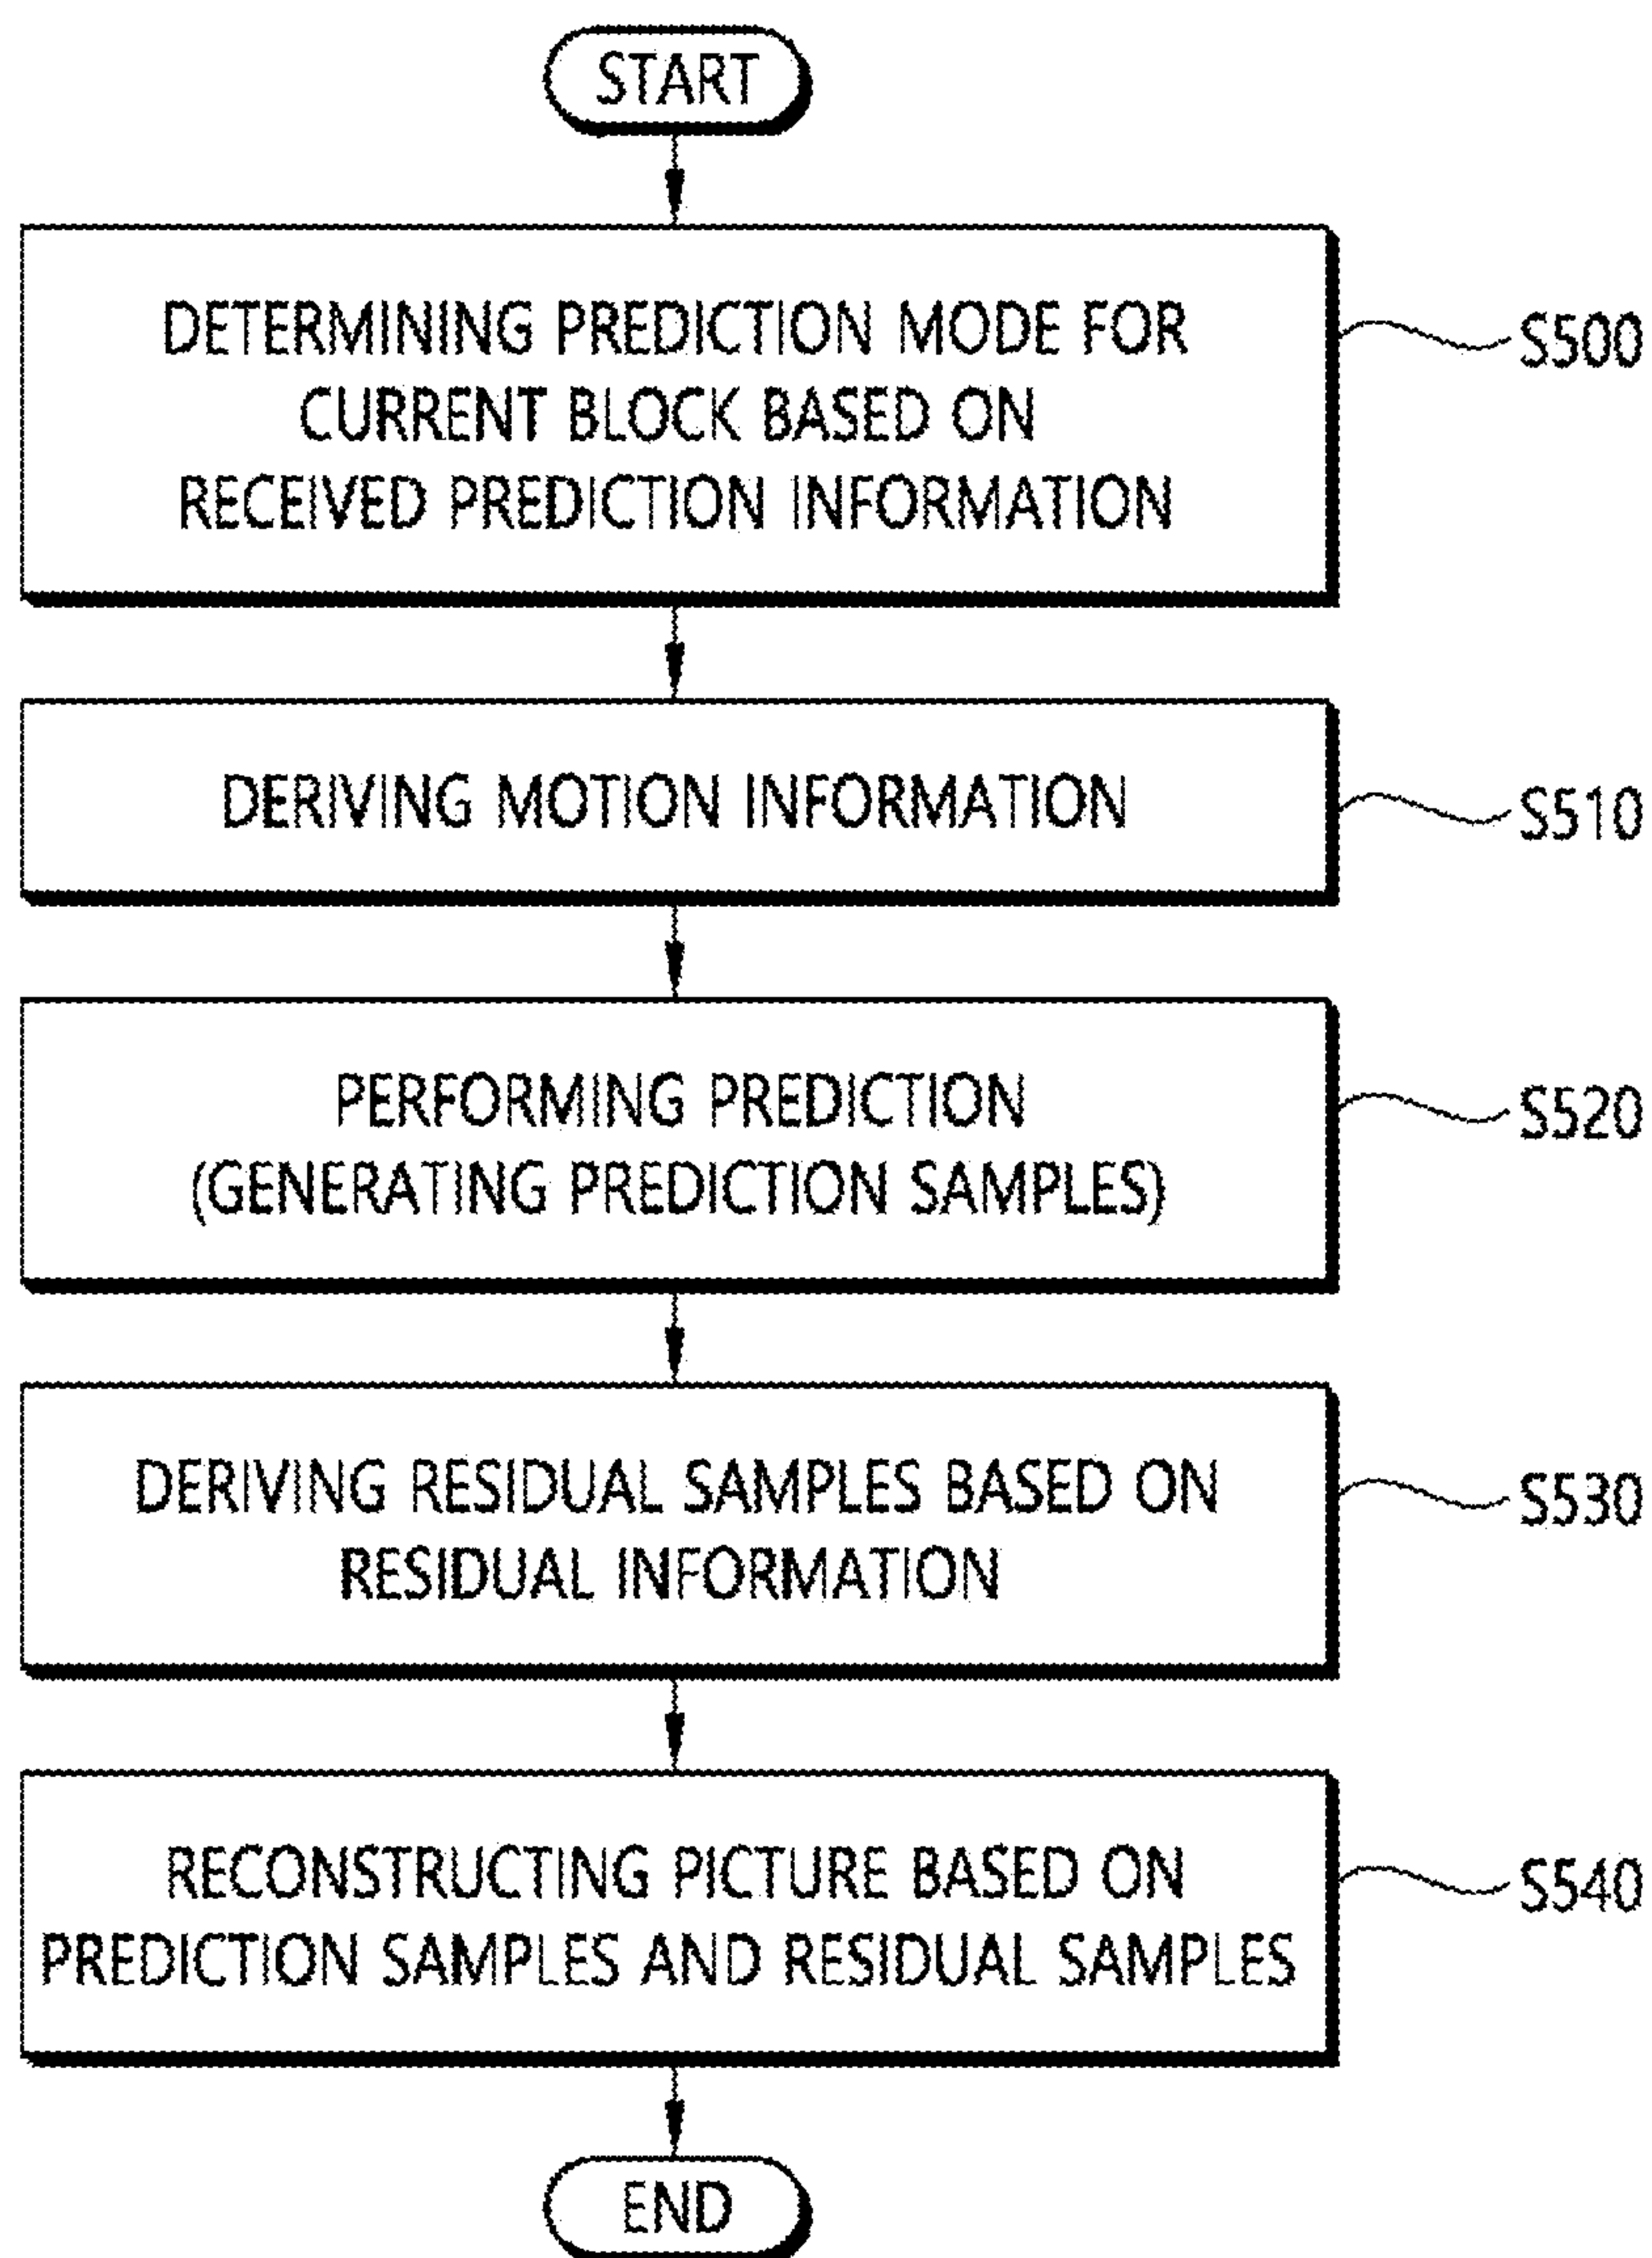 START
DETERMINING PREDICTION MODE FOR
CURRENT BLOCK BASED ON
RECEIVED PREDICTION INFORMATION
S500
DERIVING MOTION INFORMATION
S510
PERFORMING PREDICTION
(GENERATING PREDICTION SAMPLES)
S520
DERIVING RESIDUAL SAMPLES BASED ON
RESIDUAL INFORMATION
S530
RECONSTRUCTING PICTURE BASED ON
PREDICTION SAMPLES AND RESIDUAL SAMPLES
S540
END